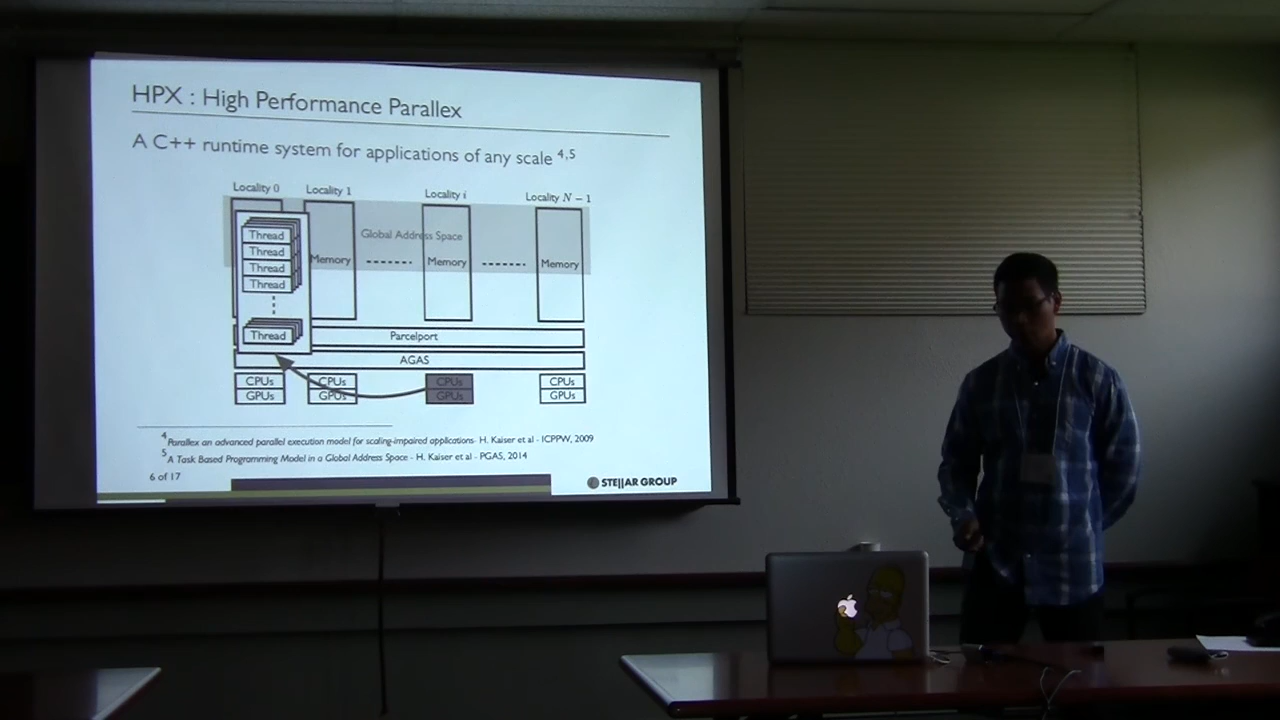 HPX : High Performance Parallex
A C++ runtime system for applications of any scale 4,5
Locality 0 Locality 1 Locality i Locality N − 1
Thread
Thread
Thread
Thread
Global Address Space
Memory Memory Memory
Thread
Parcelport
AGAS
CPUs CPUs CPUs CPUs
GPUs GPUs GPUs GPUs
4 Parallex an advanced parallel execution model for scaling-impaired applications- H. Kaiser et al - ICPPW, 2009
5 A Task Based Programming Model in a Global Address Space - H. Kaiser et al - PGAS, 2014
6 of 17
STE||AR GROUP